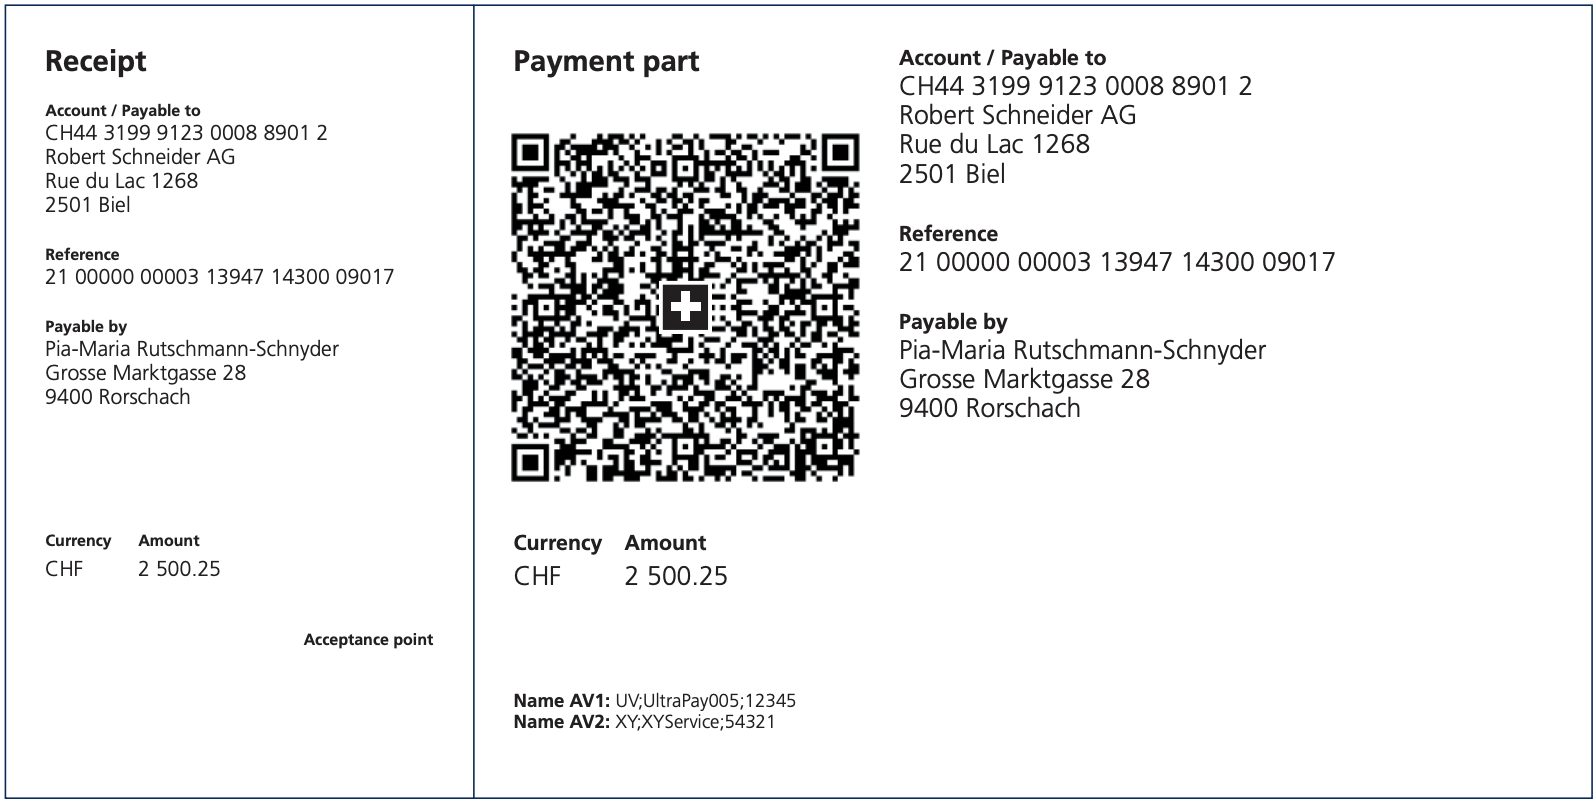 Receipt
Account / Payable to
CH44 3199 9123 0008 8901 2
Robert Schneider AG
Rue du Lac 1268
2501 Biel
Reference
21 00000 00003 13947 14300 09017
Payable by
Pia-Maria Rutschmann-Schnyder
Grosse Marktgasse 28
9400 Rorschach
Currency Amount
CHF 2 500.25
Acceptance point
Payment part
Currency Amount
CHF 2 500.25
Name AV1: UV;UltraPay005;12345
Name AV2: XY;XYService;54321
Account / Payable to
CH44 3199 9123 0008 8901 2
Robert Schneider AG
Rue du Lac 1268
2501 Biel
Reference
21 00000 00003 13947 14300 09017
Payable by
Pia-Maria Rutschmann-Schnyder
Grosse Marktgasse 28
9400 Rorschach